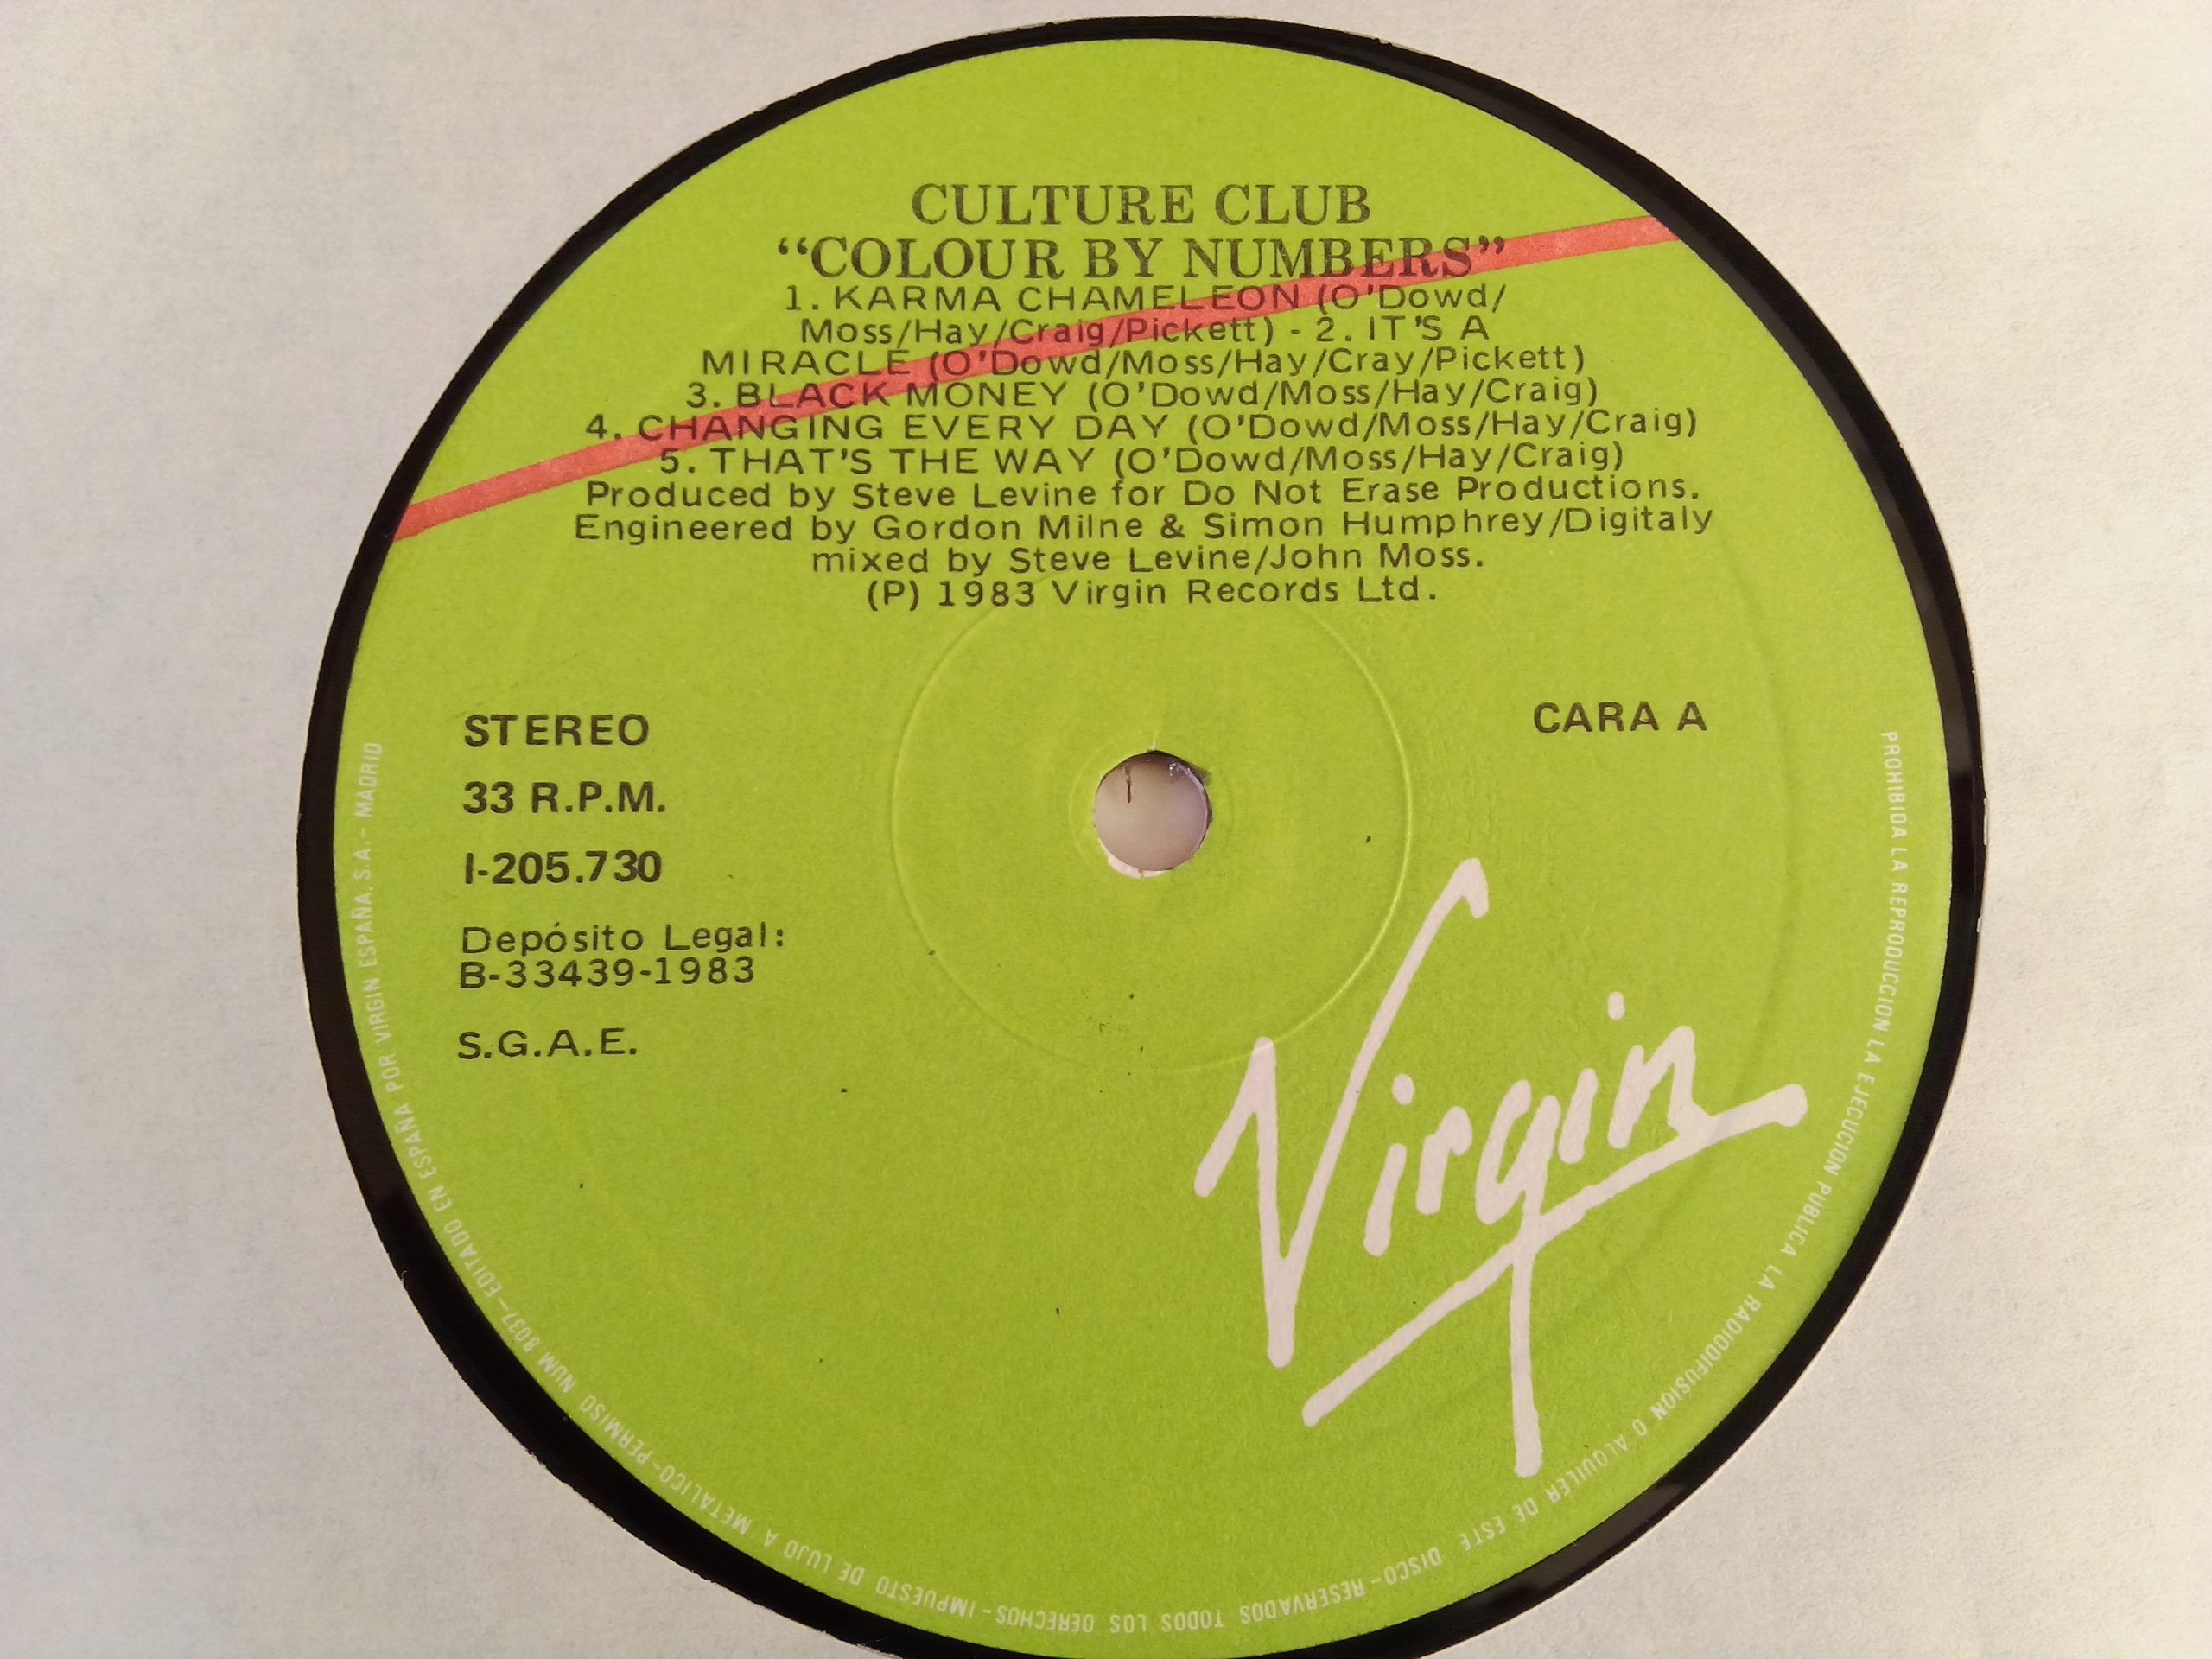 CULTURE CLUB
“COLOUR BY NUMBERS”
1. KARMA CHAMELEON (O'Dowd/
Moss/Hay/Craig/Pickett) - 2. IT'S A
MIRACLE (O'Dowd/Moss/Hay/Cray/Pickett)
3. BLACK MONEY (O'Dowd/Moss/Hay/Craig)
4. CHANGING EVERY DAY (O'Dowd/Moss/Hay/Craig)
5. THAT'S THE WAY (O'Dowd/Moss/Hay/Craig)
Produced by Steve Levine for Do Not Erase Productions.
Engineered by Gordon Milne & Simon Humphrey/Digitaly
mixed by Steve Levine/John Moss.
(P) 1983 Virgin Records Ltd.
STEREO
CARA A
33 R.P.M.
I-205.730
Depósito Legal:
B-33439-1983
S.G.A.E.
Virgin
PROHIBIDA LA REPRODUCCION LA EJECUCION PUBLICA LA RADIODIFUSION O ALQUILER DE ESTE DISCO-RESERVADOS TODOS LOS DERECHOS-IMPUESTO DE LUJO A METALICO-PERMISO NUM 8037-EDITADO EN ESPAÑA POR VIRGIN ESPAÑA, S.A.- MADRID